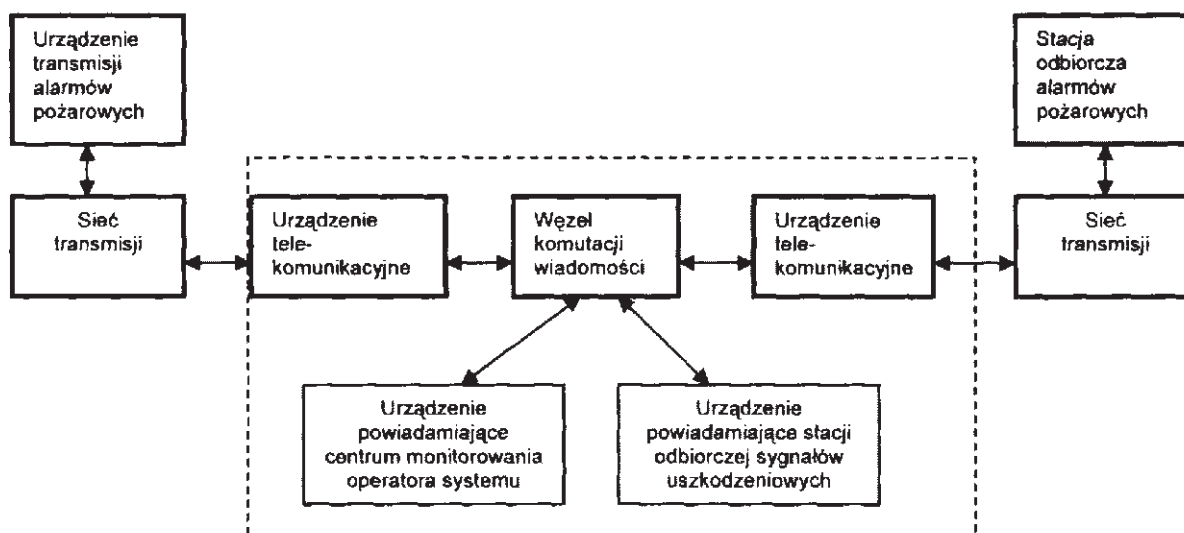 Urządzenie
transmisji
alarmów
pożarowych
Stacja
odbiorcza
alarmów
pożarowych
Sieć
transmisji
Urządzenie
tele-
komunikacyjne
Węzeł
komutacji
wiadomości
Urządzenie
tele-
komunikacyjne
Sieć
transmisji
Urządzenie
powiadamiające
centrum monitorowania
operatora systemu
Urządzenie
powiadamiające stacji
odbiorczej sygnałów
uszkodzeniowych